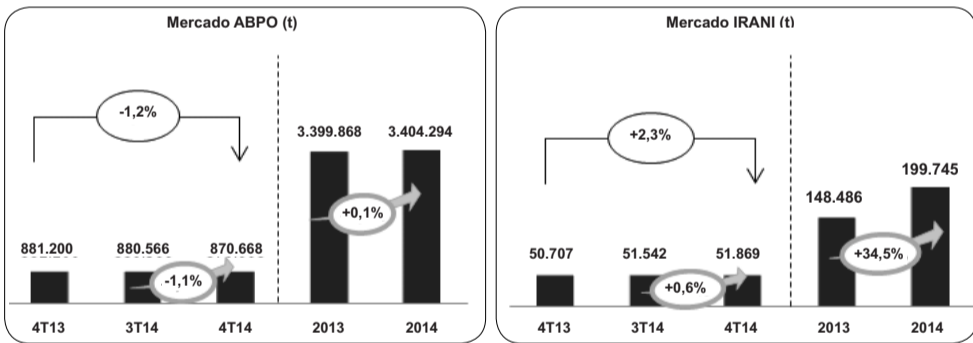 Mercado ABPO (t)
-1,2%
3.399.868 3.404.294
+0,1%
881.200 880.566 870.668
-1,1%
4T13 3T14 4T14 2013 2014
Mercado IRANI (t)
+2,3%
199.745
148.486
50.707 51.542 51.869
+34,5%
+0,6%
4T13 3T14 4T14 2013 2014